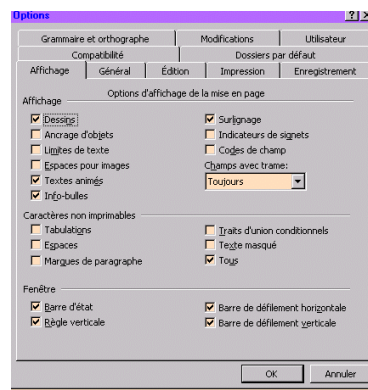 Options
Grammaire et orthographe Modifications Utilisateur
Compatibilité Dossiers par défaut
Affichage Général Édition Impression Enregistrement
Options d'affichage de la mise en page
Affichage
Dessins Surlignage
Ancrage d'objets Indicateurs de signets
Limites de texte Codes de champ
Espaces pour images Champs avec trame:
Textes animés Toujours
Info-bulles
Caractères non imprimables
Tabulations Traits d'union conditionnels
Espaces Texte masqué
Marques de paragraphe Tous
Fenêtre
Barre d'état Barre de défilement horizontale
Règle verticale Barre de défilement verticale
OK Annuler